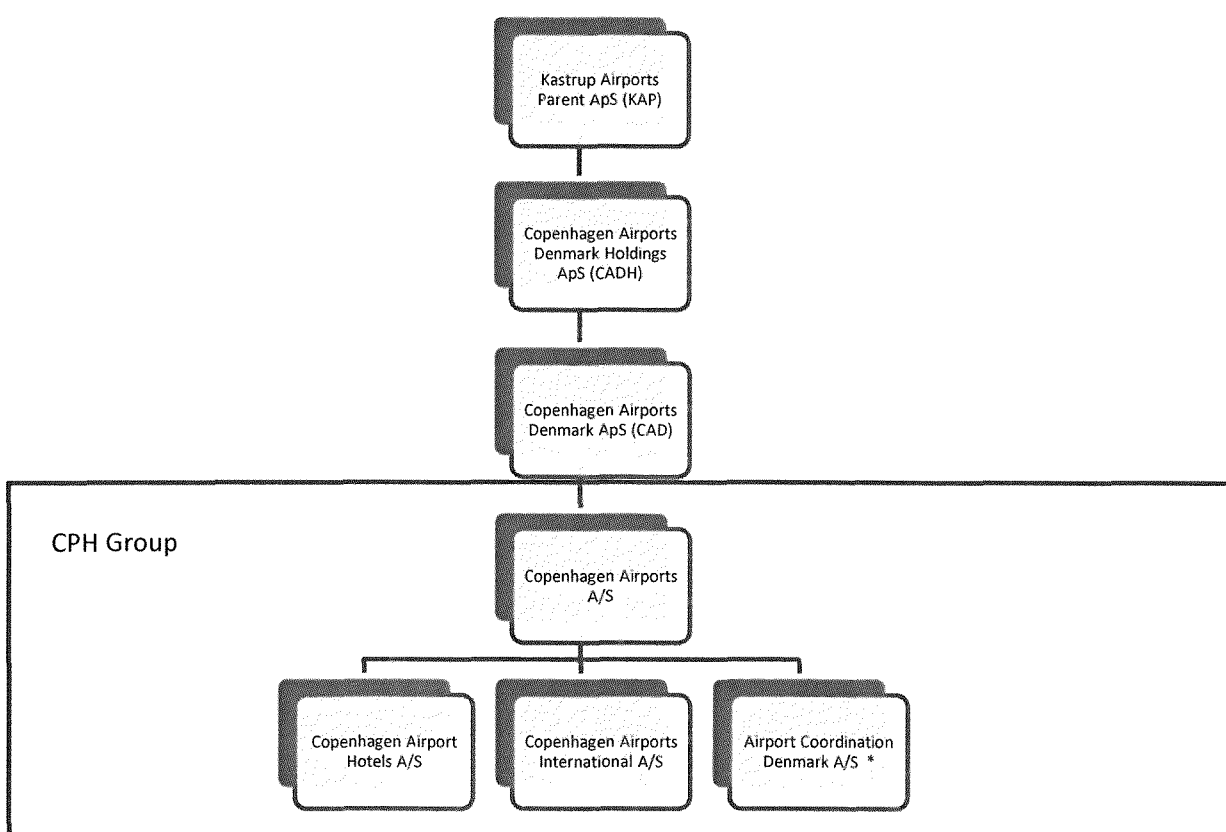 Kastrup Airports
Parent ApS (KAP)
Copenhagen Airports
Denmark Holdings
ApS (CADH)
Copenhagen Airports
Denmark ApS (CAD)
CPH Group
Copenhagen Airports
A/S
Copenhagen Airport
Hotels A/S
Copenhagen Airports
International A/S
Airport Coordination
Denmark A/S *